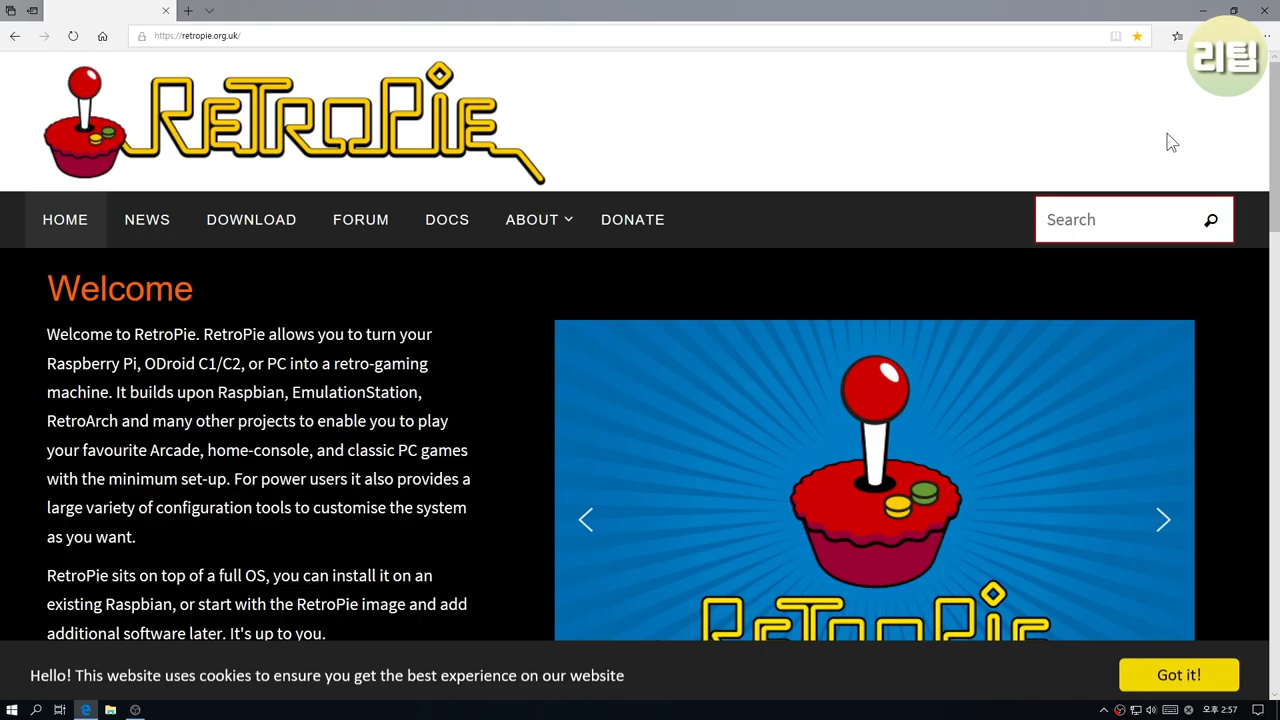 https://retropie.org.uk/
리팁
RETROPIE
HOME NEWS DOWNLOAD FORUM DOCS ABOUT DONATE Search
Welcome
Welcome to RetroPie. RetroPie allows you to turn your
Raspberry Pi, ODroid C1/C2, or PC into a retro-gaming
machine. It builds upon Raspbian, EmulationStation,
RetroArch and many other projects to enable you to play
your favourite Arcade, home-console, and classic PC games
with the minimum set-up. For power users it also provides a
large variety of configuration tools to customise the system
as you want.
RetroPie sits on top of a full OS, you can install it on an
existing Raspbian, or start with the RetroPie image and add
additional software later. It's up to you.
RETROPIE
Hello! This website uses cookies to ensure you get the best experience on our website
Got it!
오후 2:57